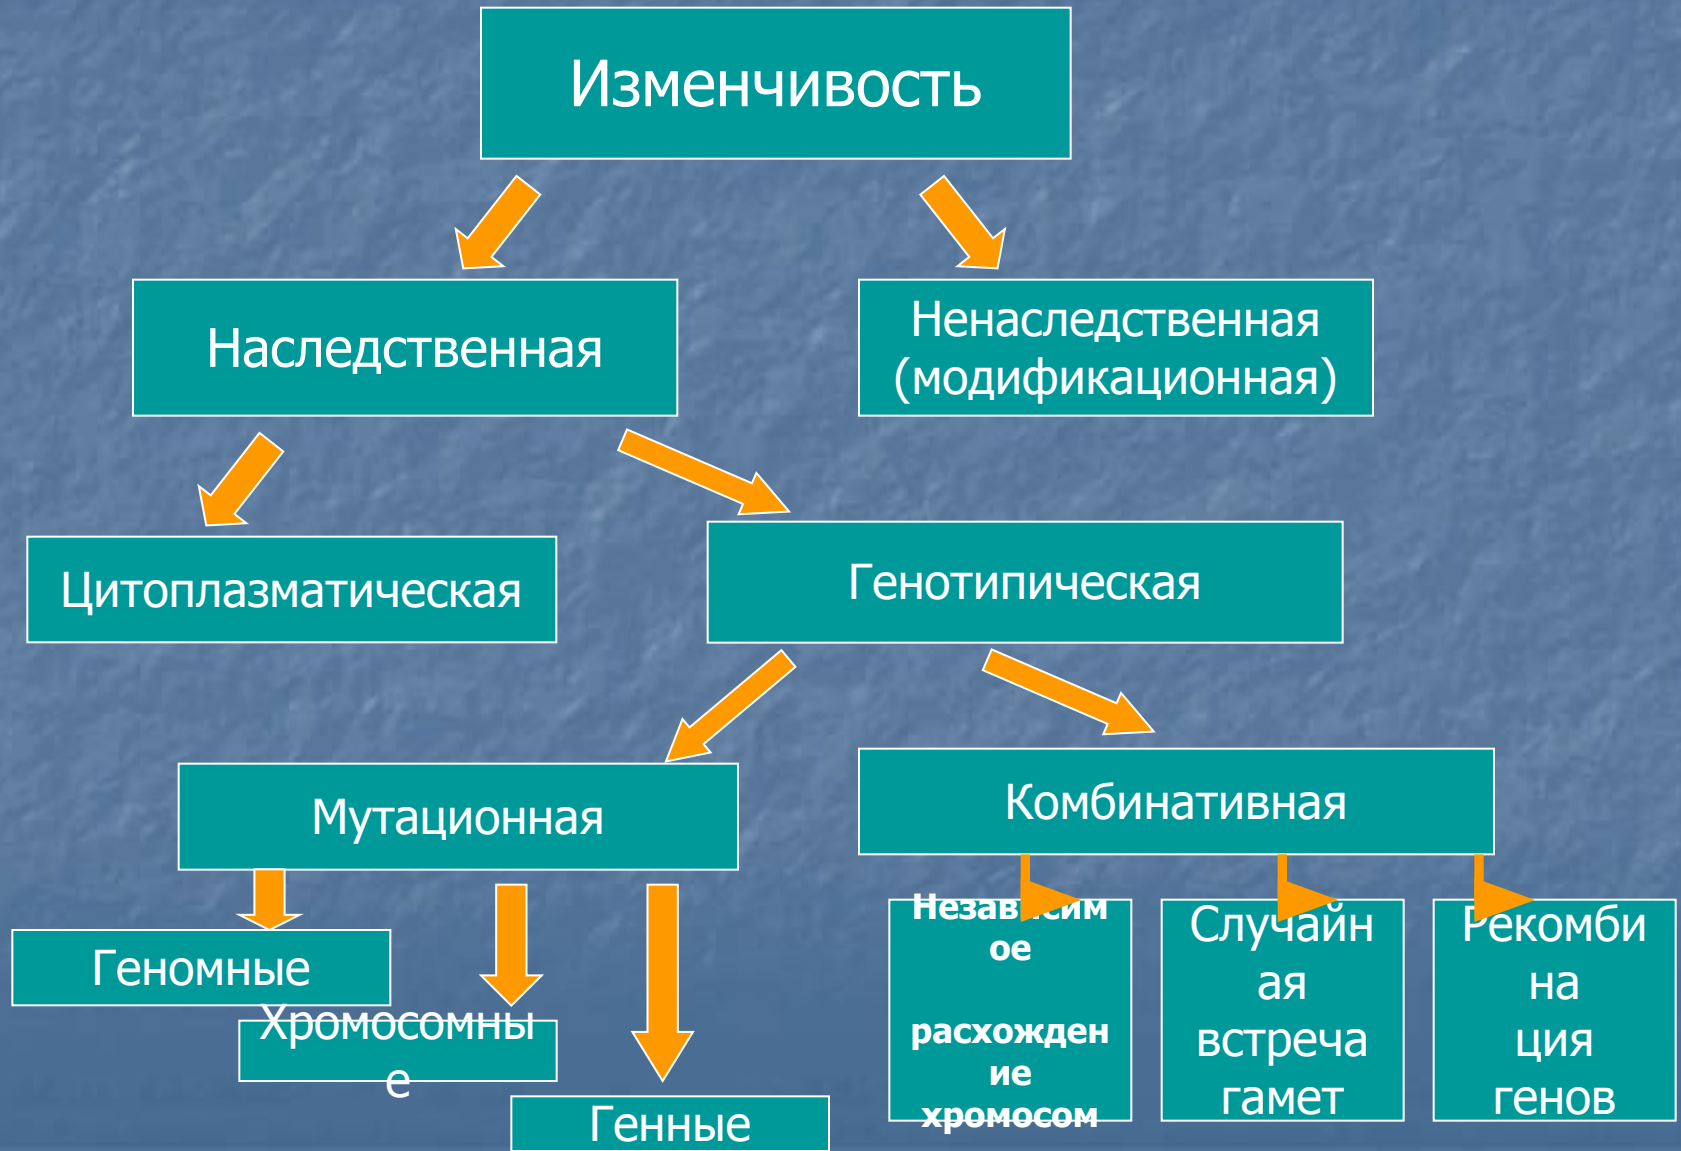 Изменчивость
Наследственная
Ненаследственная
(модификационная)
Цитоплазматическая
Генотипическая
Мутационная
Комбинативная
Геномные
Хромосомны
е
Генные
Независим
ое
расхожден
ие
хромосом
Случайн
ая
встреча
гамет
Рекомби
на
ция
генов